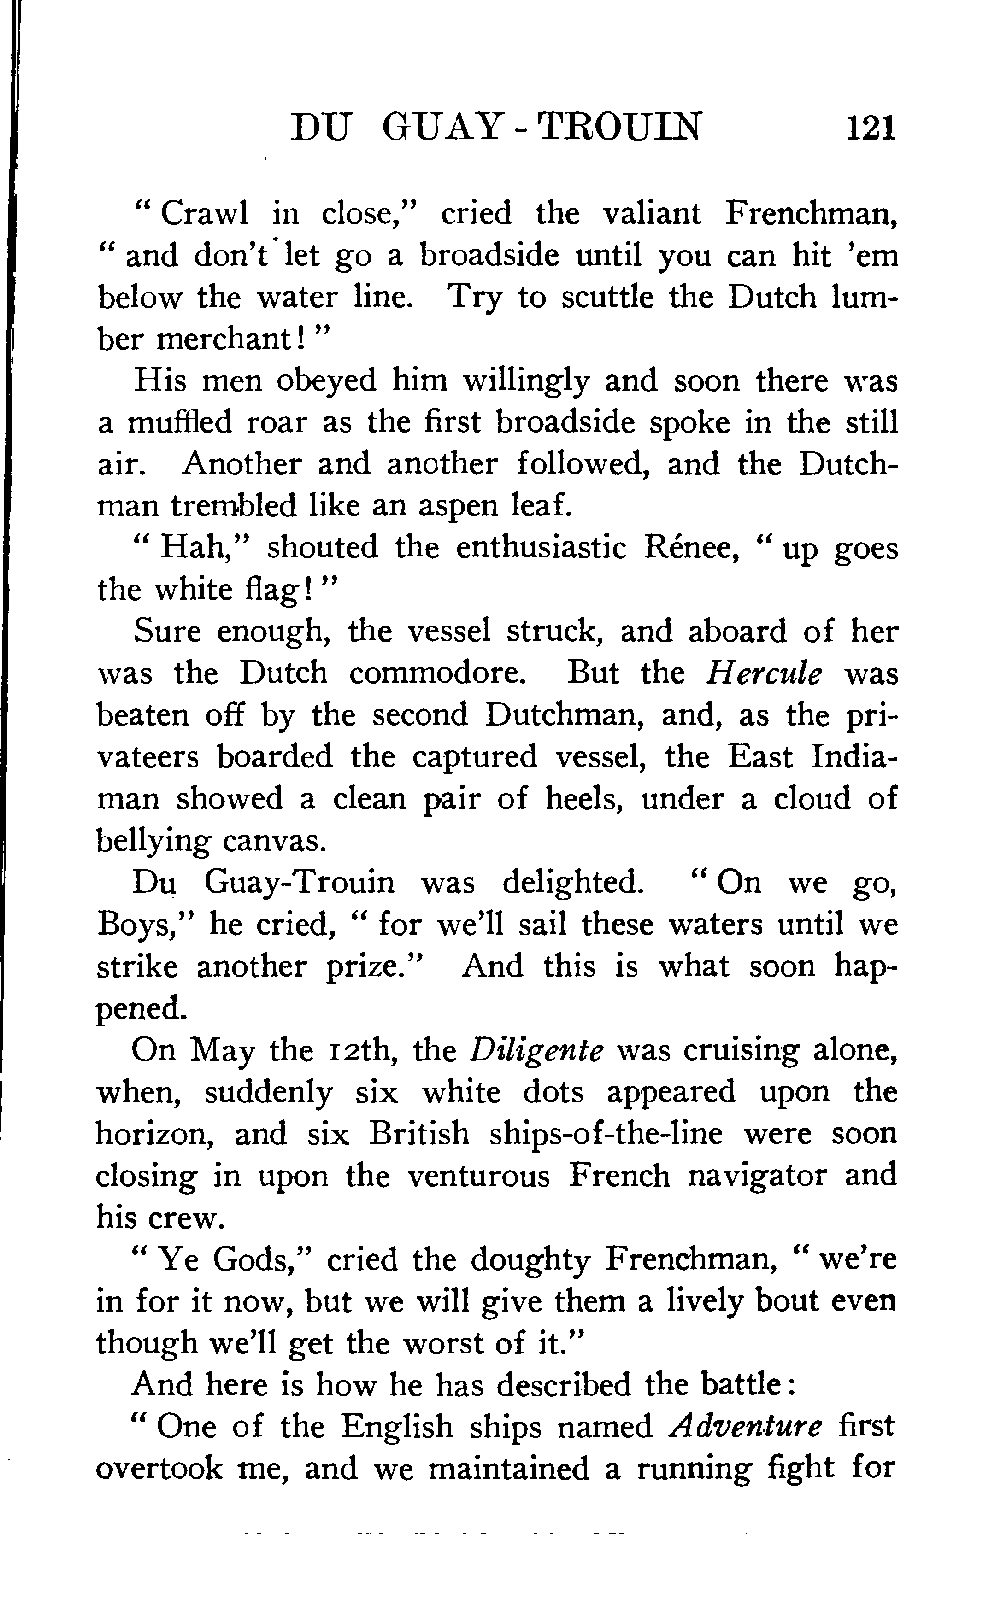 DU GUAY-TROUIN 121
“ Crawl in close,” cried the valiant Frenchman,
“ and don’t let go a broadside until you can hit ’em
below the water line. Try to scuttle the Dutch lum-
ber merchant! ”
His men obeyed him willingly and soon there was
a muffled roar as the first broadside spoke in the still
air. Another and another followed, and the Dutch-
man trembled like an aspen leaf.
“ Hah,” shouted the enthusiastic Rénee, “ up goes
the white flag! ”
Sure enough, the vessel struck, and aboard of her
was the Dutch commodore. But the Hercule was
beaten off by the second Dutchman, and, as the pri-
vateers boarded the captured vessel, the East India-
man showed a clean pair of heels, under a cloud of
bellying canvas.
Du Guay-Trouin was delighted. “ On we go,
Boys,” he cried, “ for we’ll sail these waters until we
strike another prize.” And this is what soon hap-
pened.
On May the 12th, the Diligente was cruising alone,
when, suddenly six white dots appeared upon the
horizon, and six British ships-of-the-line were soon
closing in upon the venturous French navigator and
his crew.
“ Ye Gods,” cried the doughty Frenchman, “ we’re
in for it now, but we will give them a lively bout even
though we’ll get the worst of it.”
And here is how he has described the battle:
“ One of the English ships named Adventure first
overtook me, and we maintained a running fight for